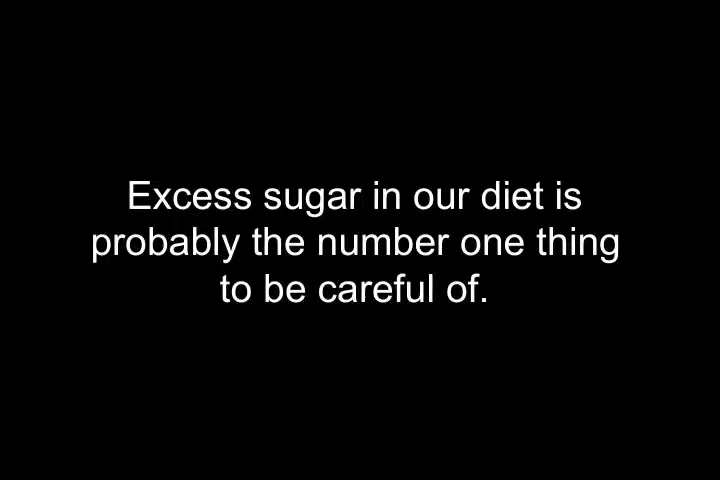 Excess sugar in our diet is
probably the number one thing
to be careful of.